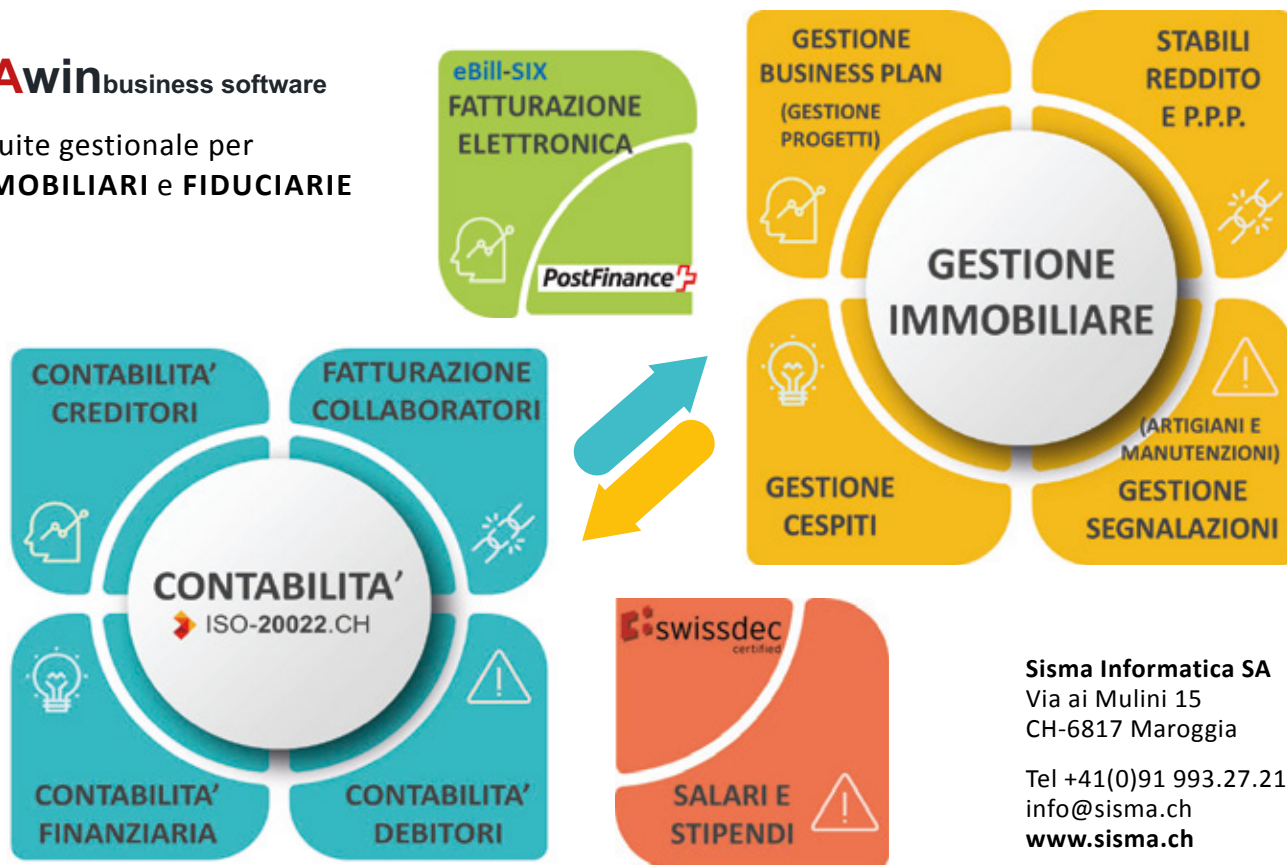 Awin business software
uite gestionale per
MOBILIARI e FIDUCIARIE
eBill-SIX
FATTURAZIONE
ELETTRONICA
PostFinance
GESTIONE
BUSINESS PLAN
(GESTIONE
PROGETTI)
STABILI
REDDITO
E P.P.P.
GESTIONE
IMMOBILIARE
GESTIONE
CESPITI
(ARTIGIANI E
MANUTENZIONI)
GESTIONE
SEGNALAZIONI
CONTABILITA'
CREDITORI
FATTURAZIONE
COLLABORATORI
CONTABILITA'
ISO-20022.CH
CONTABILITA'
FINANZIARIA
CONTABILITA'
DEBITORI
swissdec
certified
SALARI E
STIPENDI
Sisma Informatica SA
Via ai Mulini 15
CH-6817 Maroggia
Tel +41(0)91 993.27.21
info@sisma.ch
www.sisma.ch